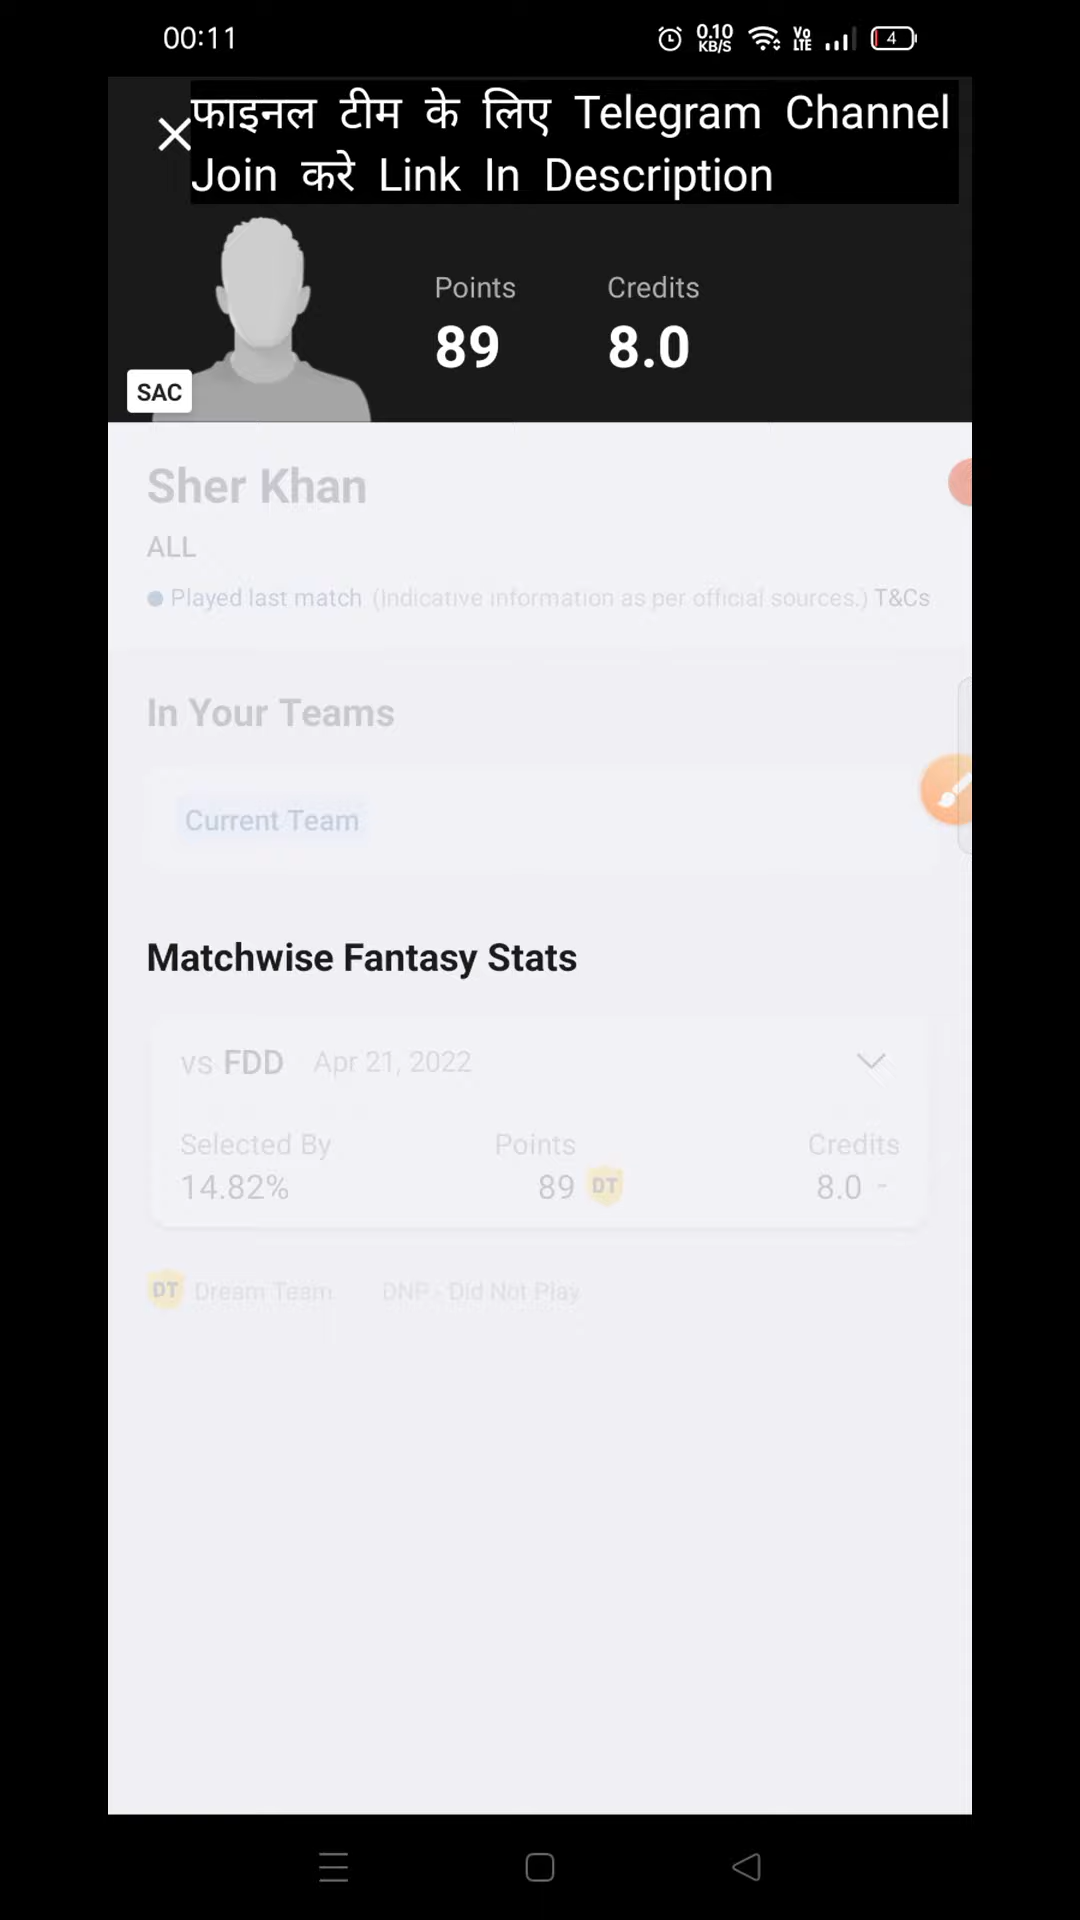 00:11
0.10 KB/S
Vo LTE
4
फाइनल टीम के लिए Telegram Channel
Join करे Link In Description
Points
Credits
89
8.0
SAC
Sher Khan
ALL
Played last match (Indicative information as per official sources.) T&Cs
In Your Teams
Current Team
Matchwise Fantasy Stats
vs FDD Apr 21, 2022
Selected By
Points
Credits
14.82%
89 DT
8.0 -
DT Dream Team
DNP - Did Not Play